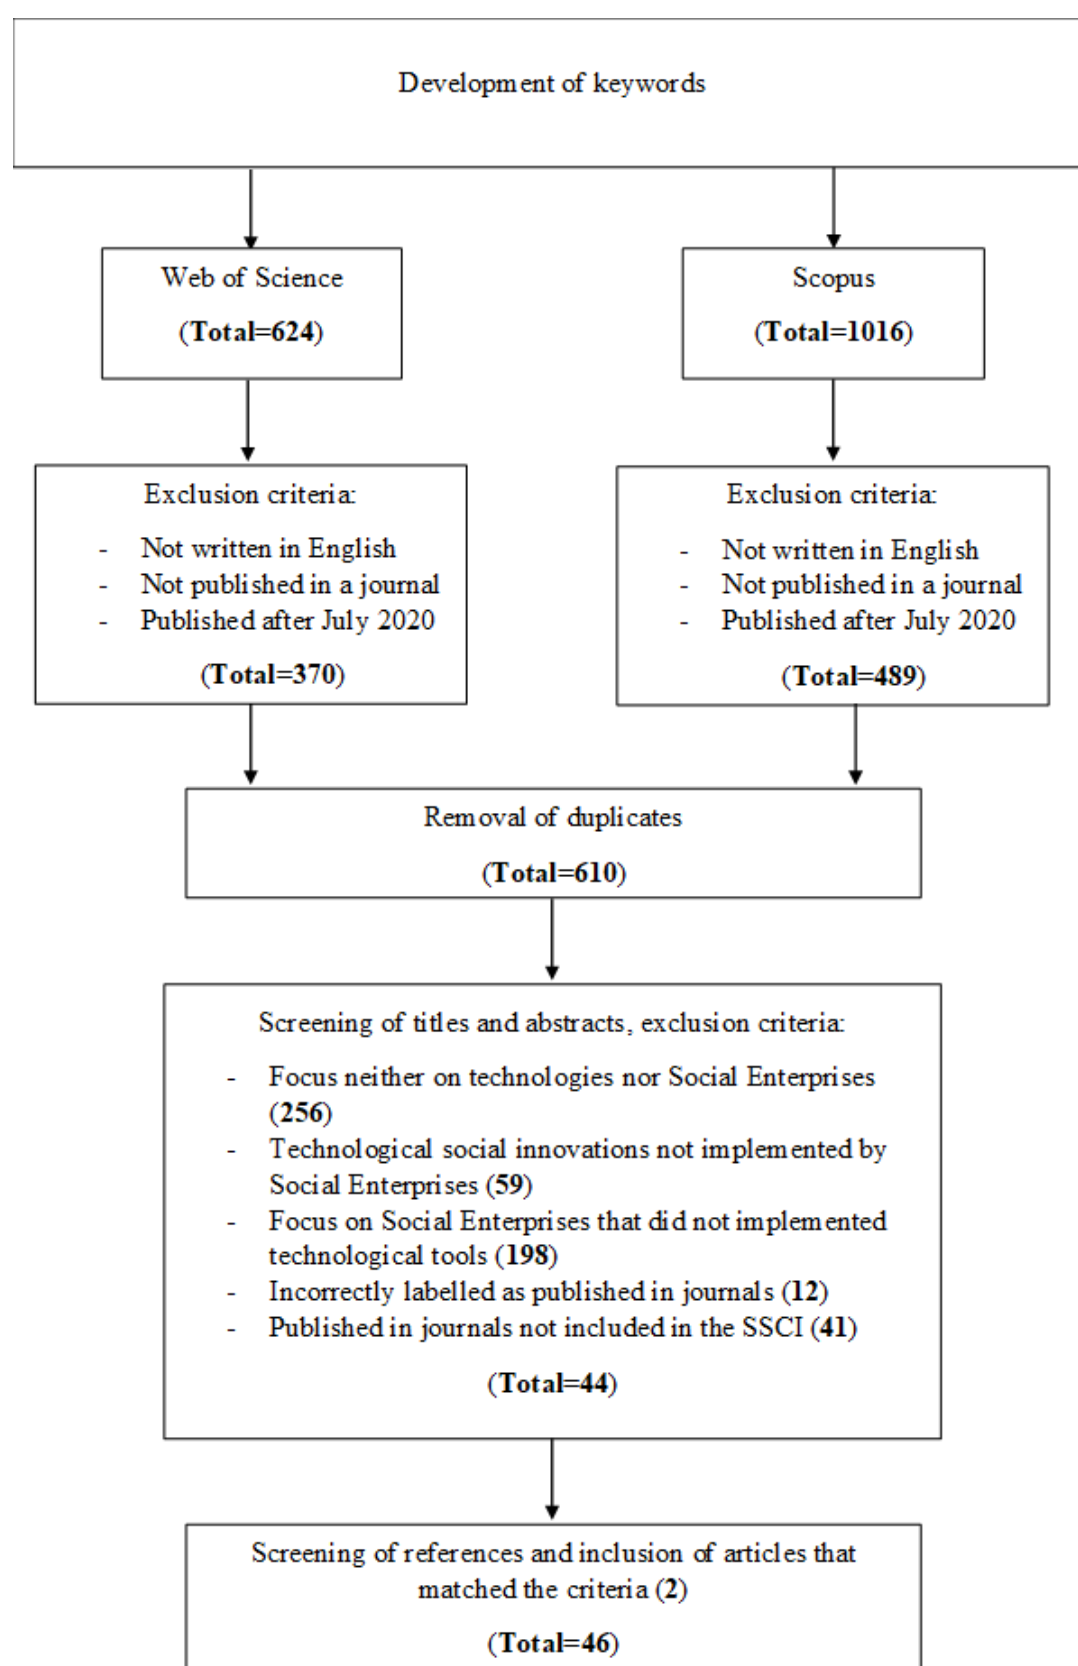 Development of keywords
Web of Science
(Total=624)
Scopus
(Total=1016)
Exclusion criteria:
- Not written in English
- Not published in a journal
- Published after July 2020
(Total=370)
Exclusion criteria:
- Not written in English
- Not published in a journal
- Published after July 2020
(Total=489)
Removal of duplicates
(Total=610)
Screening of titles and abstracts, exclusion criteria:
- Focus neither on technologies nor Social Enterprises
(256)
- Technological social innovations not implemented by
Social Enterprises (59)
- Focus on Social Enterprises that did not implemented
technological tools (198)
- Incorrectly labelled as published in journals (12)
- Published in journals not included in the SSCI (41)
(Total=44)
Screening of references and inclusion of articles that
matched the criteria (2)
(Total=46)